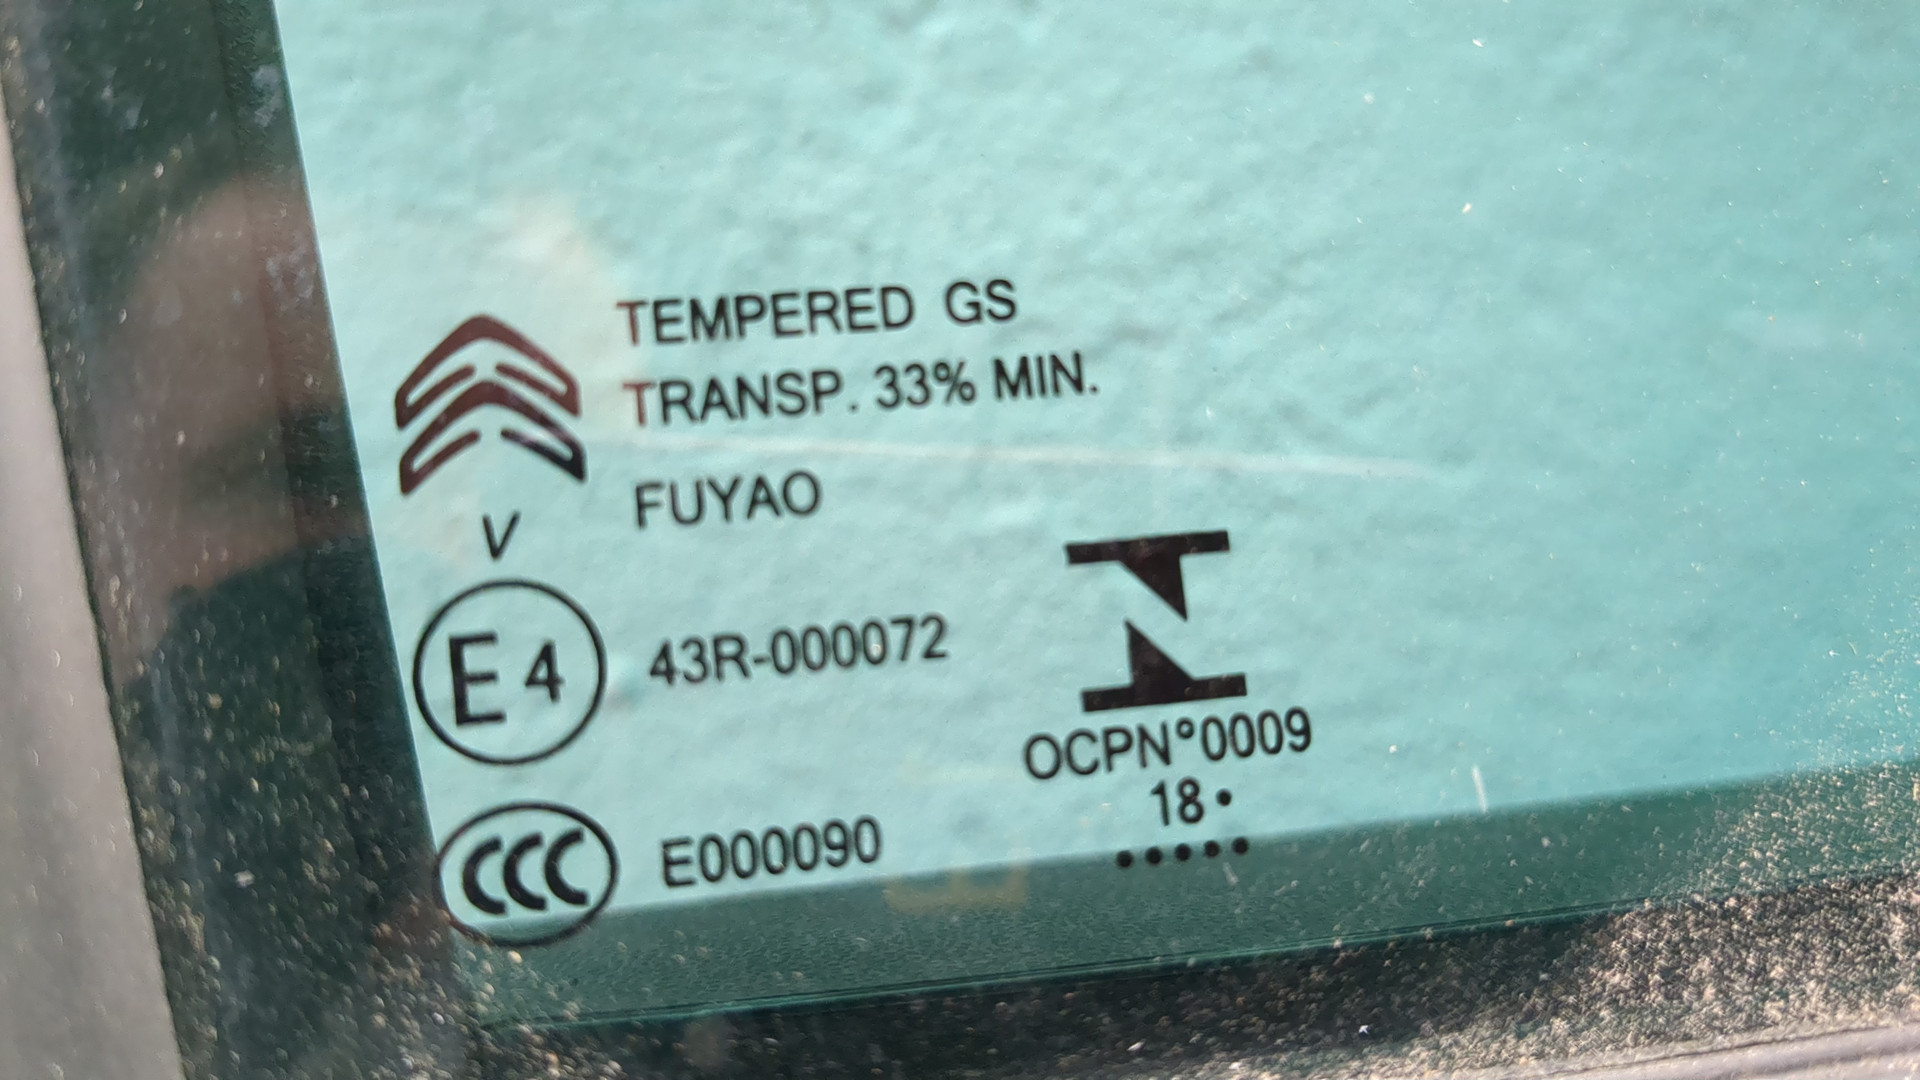 TEMPERED GS
TRANSP. 33% MIN.
FUYAO
V
E4 43R-000072
OCPN°0009
18•
•••••
CCC E000090